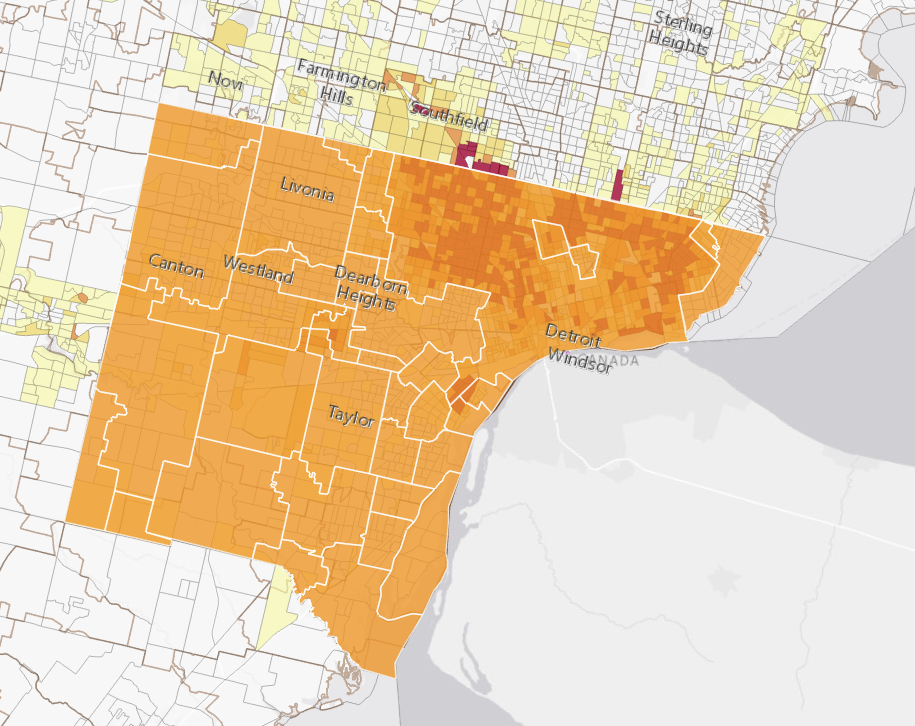 Sterling
Heights
Novi
Farmington
Hills
Southfield
Livonia
Canton
Westland
Dearborn
Heights
Detroit
Windsor
CANADA
Taylor